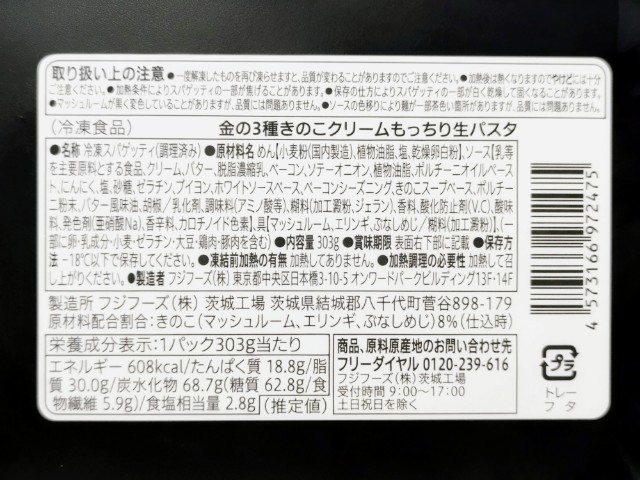 取り扱い上の注意 ●一度解凍したものを再び凍らせますと、品質が変わることがありますのでご注意ください。●加熱後は熱くなりますのでやけどには十分
ご注意ください。●加熱条件によりスパゲッティの一部が焦げることがあります。●保存の仕方によりスパゲッティの一部が白く乾燥して固くなることがあります。
●マッシュルームが黒く変色していることがありますが、品質に問題ありません。●ソースの色移りにより麺が一部茶色い箇所がありますが、品質に問題ありません。
(冷凍食品) 金の3種きのこクリームもっちり生パスタ
●名称 冷凍スパゲッティ(調理済み) ●原材料名 めん【小麦粉(国内製造)、植物油脂、塩、乾燥卵白粉】、ソース【乳等
を主要原料とする食品、クリーム、バター、脱脂濃縮乳、ベーコン、ソテーオニオン、植物油脂、ポルチーニオイルペー
スト、にんにく、塩、砂糖、ゼラチン、ブイヨン、ホワイトソースベース、ベーコンシーズニング、きのこスープベース、ポルチー
ニ粉末、バター風味油、胡椒/乳化剤、調味料(アミノ酸等)、糊料(加工澱粉、ジェラン)、香料、酸化防止剤(V.C)、酸味
料、発色剤(亜硝酸Na)、香辛料、カロチノイド色素】、具【マッシュルーム、エリンギ、ぶなしめじ/糊料(加工澱粉)】、(一
部に卵・乳成分・小麦・ゼラチン・大豆・鶏肉・豚肉を含む) ●内容量 303g ●賞味期限 表面右下部に記載 ●保存方法
-18℃以下で保存してください。●凍結前加熱の有無 加熱してありません。●加熱調理の必要性 加熱して召し
上がりください。●製造者 フジフーズ(株) 東京都中央区日本橋3-10-5 オンワードパークビルディング13F・14F
製造所 フジフーズ(株) 茨城工場 茨城県結城郡八千代町菅谷898-179
原材料配合割合:きのこ(マッシュルーム、エリンギ、ぶなしめじ)8%(仕込時)
栄養成分表示:1パック303g当たり
エネルギー 608kcal/たんぱく質 18.8g/脂
質 30.0g/炭水化物 68.7g(糖質 62.8g/食
物繊維 5.9g)/食塩相当量 2.8g (推定値)
商品、原料原産地のお問い合わせ先
フリーダイヤル 0120-239-616
フジフーズ(株)茨城工場
受付時間 9:00〜17:00
土日祝日を除く
4 573166 972475
プラ
トレー
フタ